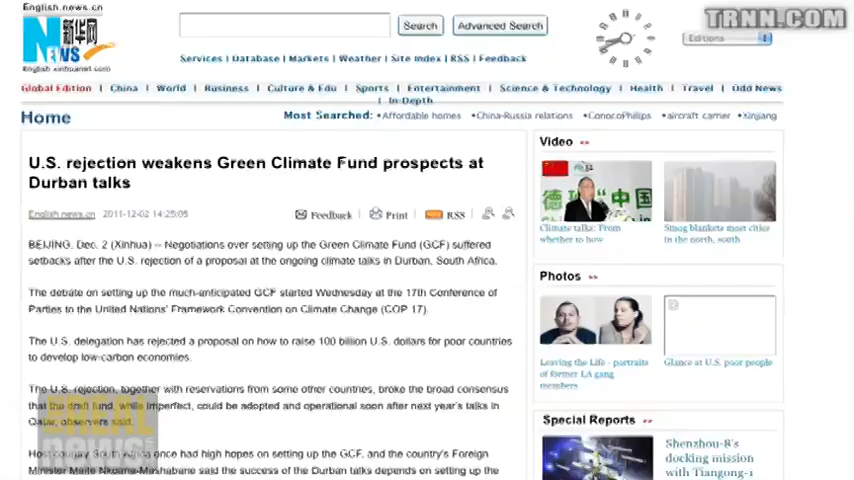 English.news.cn
TRNN.COM
新华网
NEWS
English.xinhuanet.com
Search
Advanced Search
Editions
Services | Database | Markets | Weather | Site Index | RSS | Feedback
Global Edition | China | World | Business | Culture & Edu | Sports | Entertainment | Science & Technology | Health | Travel | Odd News
| In-Depth
Home
Most Searched: •Affordable homes •China-Russia relations •ConocoPhillips •aircraft carrier •Xinjiang
U.S. rejection weakens Green Climate Fund prospects at
Durban talks
English.news.cn 2011-12-02 14:25:05
Feedback
Print
RSS
BEIJING, Dec. 2 (Xinhua) -- Negotiations over setting up the Green Climate Fund (GCF) suffered
setbacks after the U.S. rejection of a proposal at the ongoing climate talks in Durban, South Africa.
The debate on setting up the much-anticipated GCF started Wednesday at the 17th Conference of
Parties to the United Nations' Framework Convention on Climate Change (COP 17).
The U.S. delegation has rejected a proposal on how to raise 100 billion U.S. dollars for poor countries
to develop low-carbon economies.
The U.S. rejection, together with reservations from some other countries, broke the broad consensus
that the draft fund, while imperfect, could be adopted and operational soon after next year's talks in
Qatar, observers said.
Host country South Africa once had high hopes on setting up the GCF, and the country's Foreign
Minister Maite Nkoana-Mashabane said the success of the Durban talks depends on setting up the
THE REAL
news.com
Video >>
中国
Climate talks: From
whether to how
Smog blankets most cities
in the north, south
Photos >>
Leaving the Life - portraits
of former LA gang
members
Glance at U.S. poor people
Special Reports >>
Shenzhou-8's
docking mission
with Tiangong-1